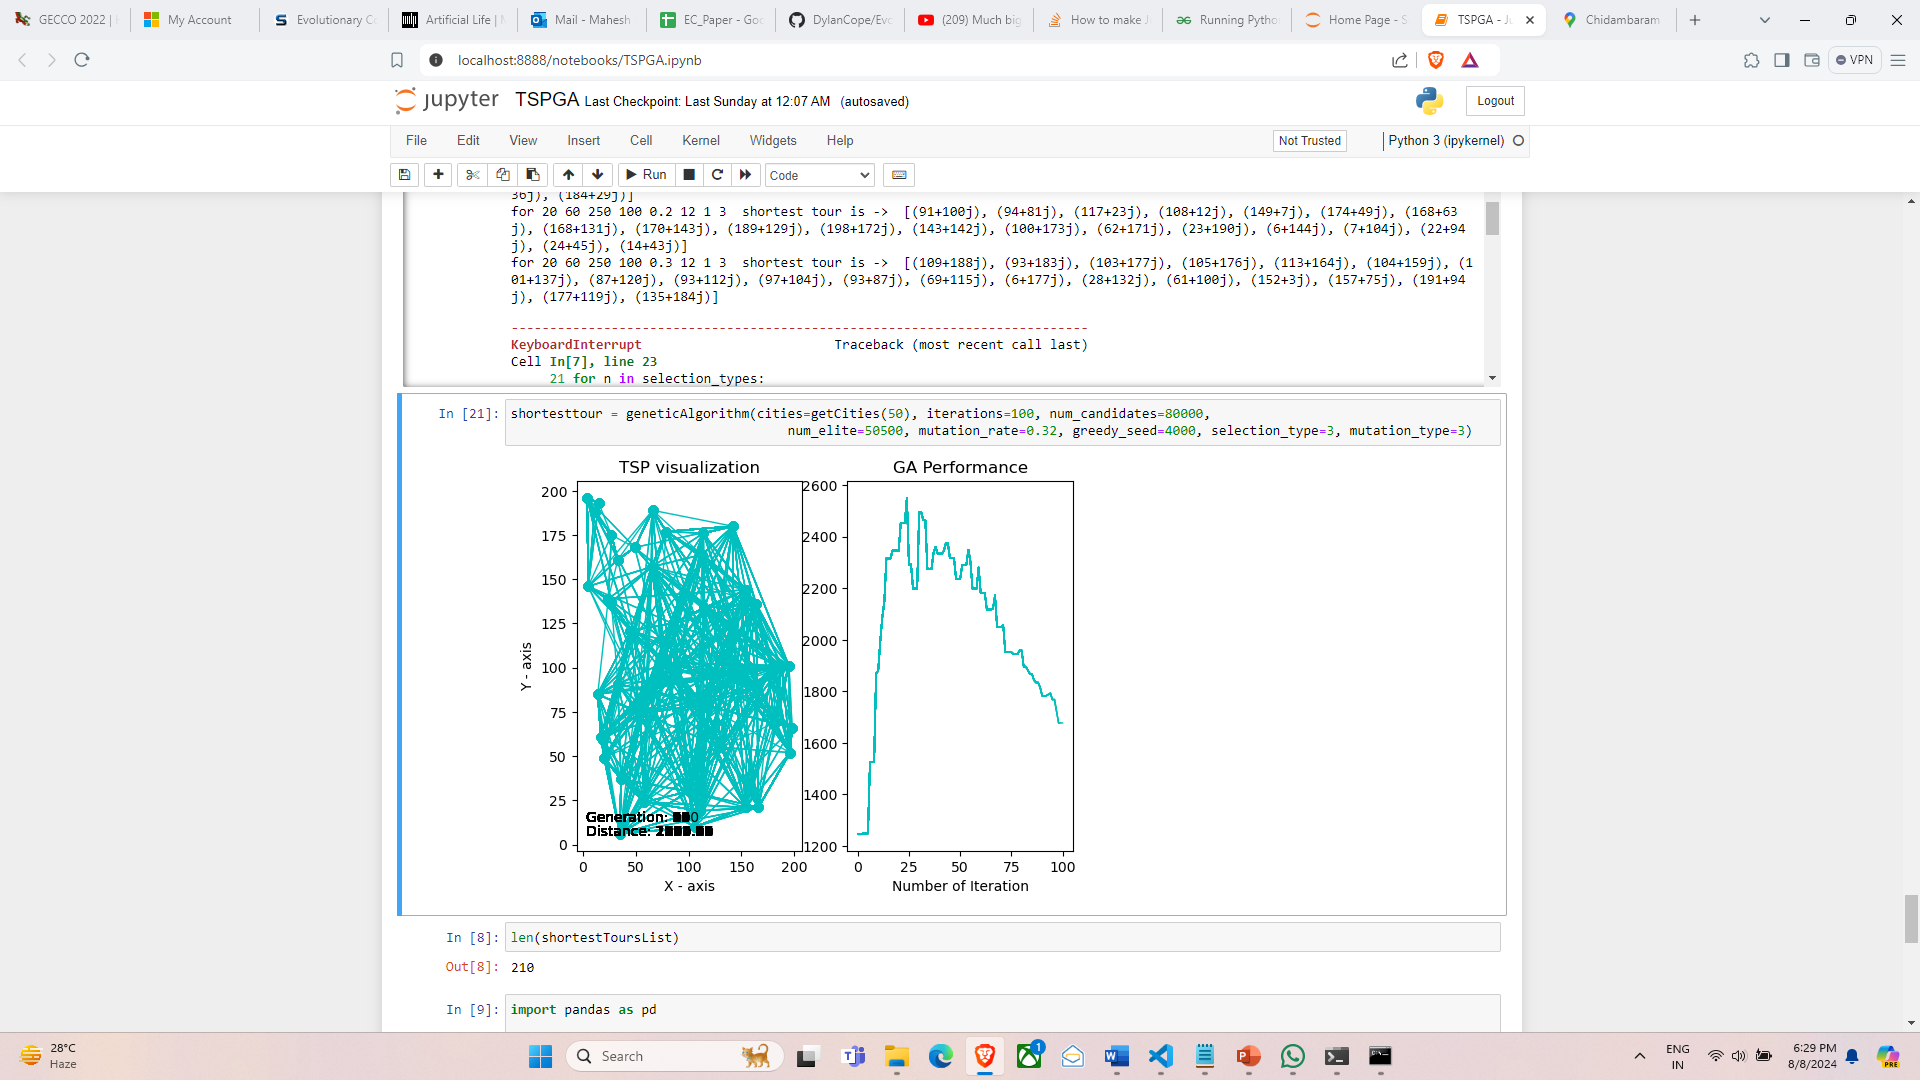 GECCO 2022 |
My Account
Evolutionary Co
Artificial Life | M
Mail - Mahesh
EC_Paper - Goo
DylanCope/Evo
(209) Much big
How to make J
Running Pytho
Home Page - S
TSPGA - Ju
Chidambaram
localhost:8888/notebooks/TSPGA.ipynb
VPN
jupyter TSPGA Last Checkpoint: Last Sunday at 12:07 AM (autosaved)
Logout
File Edit View Insert Cell Kernel Widgets Help
Not Trusted
Python 3 (ipykernel)
Run
Code
36j), (184+29j)]
for 20 60 250 100 0.2 12 1 3  shortest tour is ->  [(91+100j), (94+81j), (117+23j), (108+12j), (149+7j), (174+49j), (168+63
j), (168+131j), (170+143j), (189+129j), (198+172j), (143+142j), (100+173j), (62+171j), (23+190j), (6+144j), (7+104j), (22+94
j), (24+45j), (14+43j)]
for 20 60 250 100 0.3 12 1 3  shortest tour is ->  [(109+188j), (93+183j), (103+177j), (105+176j), (113+164j), (104+159j), (1
01+137j), (87+120j), (93+112j), (97+104j), (93+87j), (69+115j), (6+177j), (28+132j), (61+100j), (152+3j), (157+75j), (191+94
j), (177+119j), (135+184j)]
---------------------------------------------------------------------------
KeyboardInterrupt                         Traceback (most recent call last)
Cell In[7], line 23
21 for n in selection_types:
In [21]:
shortesttour = geneticAlgorithm(cities=getCities(50), iterations=100, num_candidates=80000,
num_elite=50500, mutation_rate=0.32, greedy_seed=4000, selection_type=3, mutation_type=3)
TSP visualization
200
175
150
125
100
75
50
25
0
Y - axis
0 50 100 150 200
X - axis
Generation:
Distance:
GA Performance
2600
2400
2200
2000
1800
1600
1400
1200
0 25 50 75 100
Number of Iteration
In [8]:
len(shortestToursList)
Out[8]:
210
In [9]:
import pandas as pd
28°C
Haze
Search
1
ENG
IN
6:29 PM
8/8/2024
PRE